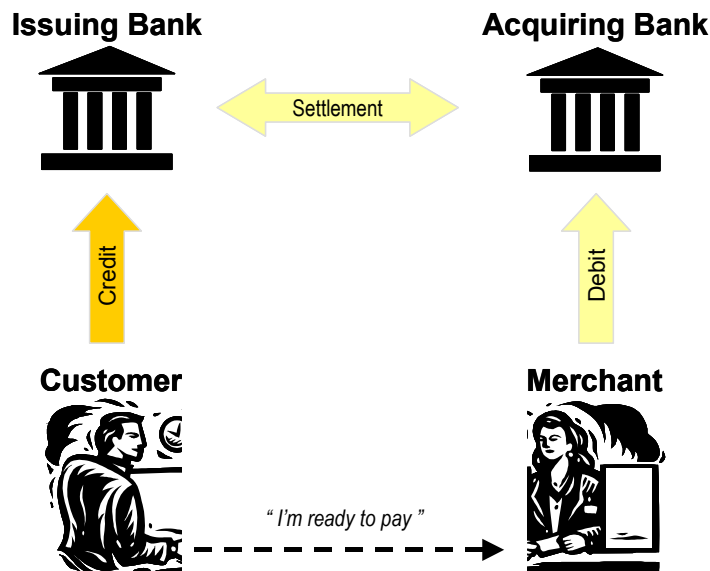 Issuing Bank
Acquiring Bank
Settlement
Credit
Debit
Customer
Merchant
“ I’m ready to pay ”